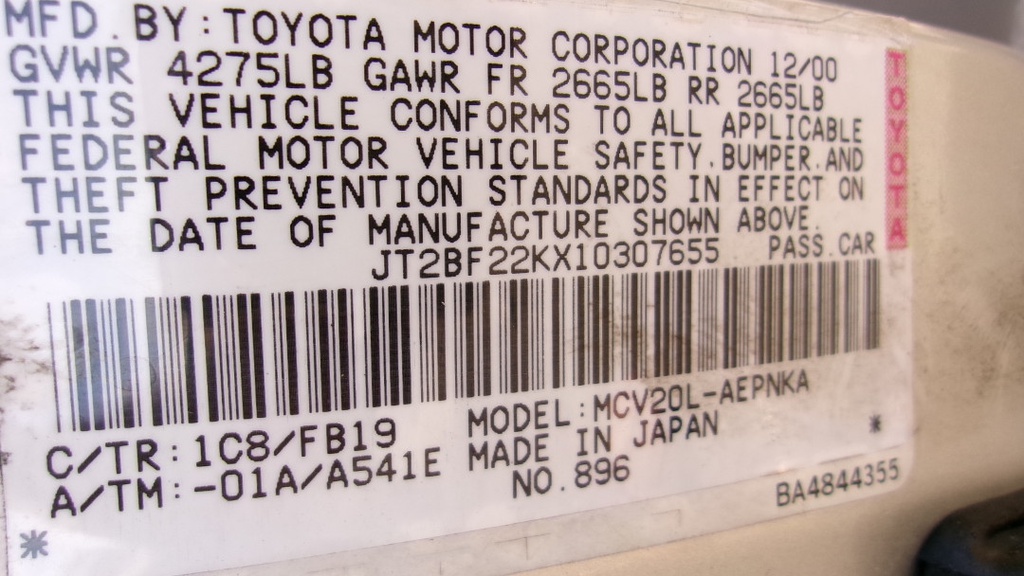 MFD. BY: TOYOTA MOTOR CORPORATION 12/00
GVWR 4275LB GAWR FR 2665LB RR 2665LB
THIS VEHICLE CONFORMS TO ALL APPLICABLE
FEDERAL MOTOR VEHICLE SAFETY.BUMPER.AND
THEFT PREVENTION STANDARDS IN EFFECT ON
THE DATE OF MANUFACTURE SHOWN ABOVE.
JT2BF22KX10307655 PASS.CAR
TOYOTA
C/TR: 1C8/FB19 MODEL: MCV20L-AEPNKA
A/TM: -01A/A541E MADE IN JAPAN *
NO. 896 BA4844355
*